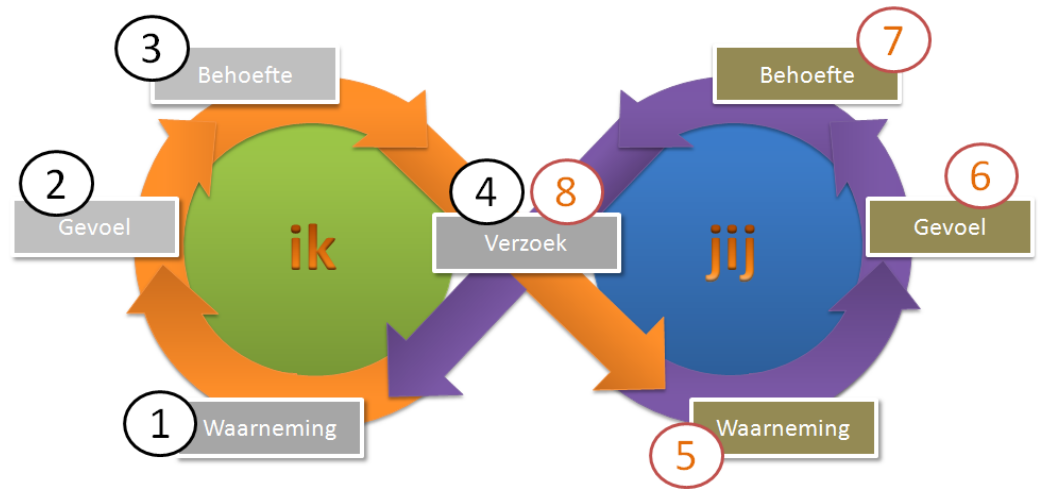 3
Behoefte
7
Behoefte
2
Gevoel
4
8
6
Gevoel
ik
Verzoek
jij
1
Waarneming
5
Waarneming